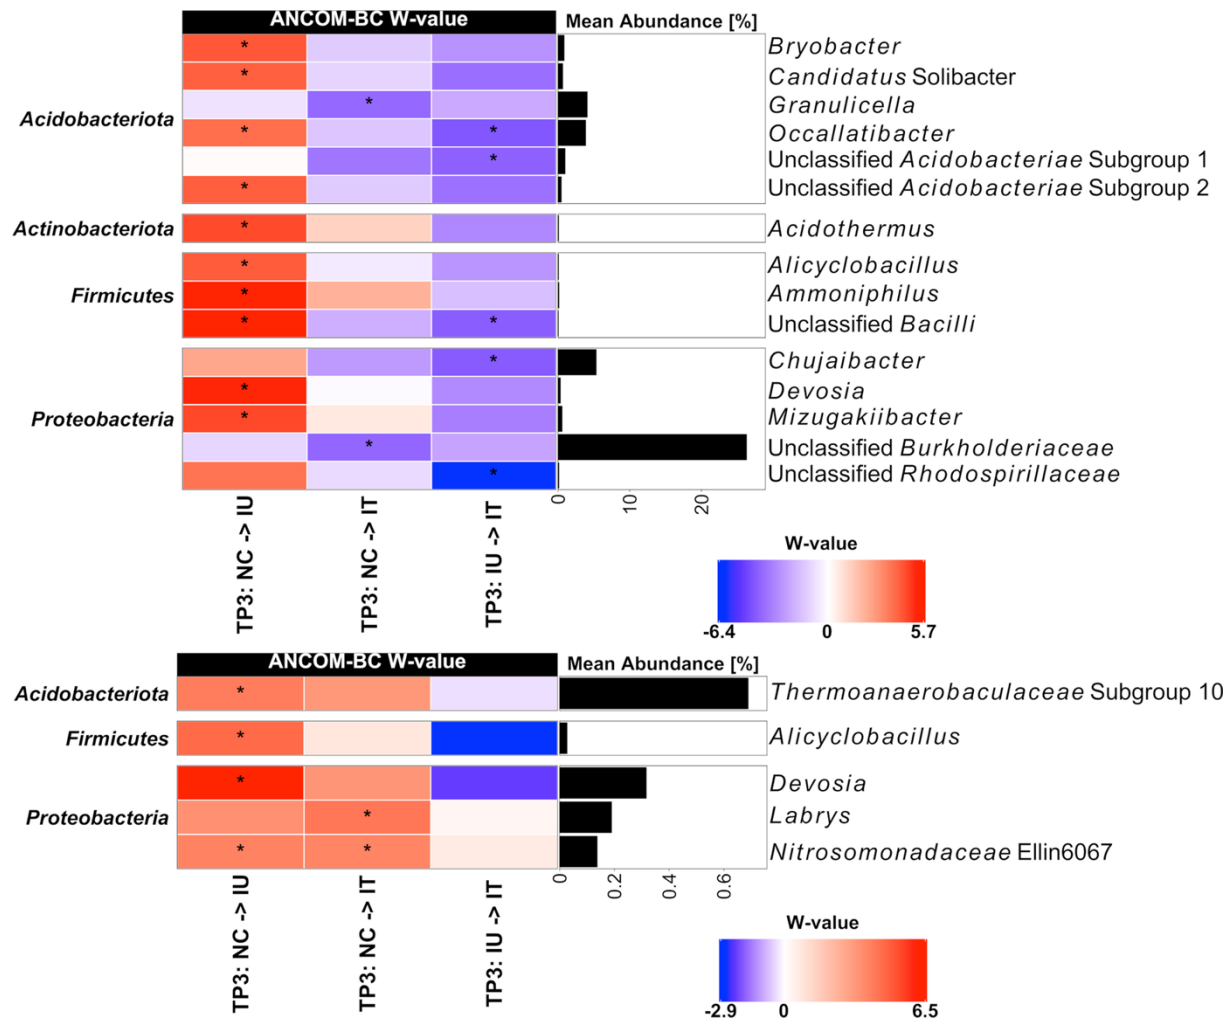 ANCOM-BC W-value Mean Abundance [%]
Acidobacteriota
* Bryobacter
* Candidatus Solibacter
* Granulicella
* * Occallatibacter
* Unclassified Acidobacteriae Subgroup 1
* Unclassified Acidobacteriae Subgroup 2
Actinobacteriota * Acidothermus
Firmicutes
* Alicyclobacillus
* Ammoniphilus
* * Unclassified Bacilli
Proteobacteria
* Chujaibacter
* Devosia
* Mizugakiibacter
* Unclassified Burkholderiaceae
* Unclassified Rhodospirillaceae
TP3: NC -> IU
TP3: NC -> IT
TP3: IU -> IT
0 10 20
W-value
-6.4 0 5.7
ANCOM-BC W-value Mean Abundance [%]
Acidobacteriota * Thermoanaerobaculaceae Subgroup 10
Firmicutes * Alicyclobacillus
Proteobacteria
* Devosia
* Labrys
* * Nitrosomonadaceae Ellin6067
TP3: NC -> IU
TP3: NC -> IT
TP3: IU -> IT
0 0.2 0.4 0.6
W-value
-2.9 0 6.5